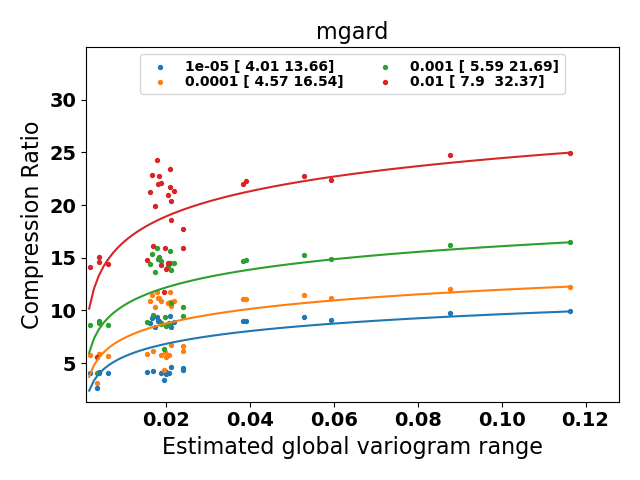 mgard
1e-05 [ 4.01 13.66]
0.0001 [ 4.57 16.54]
0.001 [ 5.59 21.69]
0.01 [ 7.9  32.37]
Compression Ratio
30
25
20
15
10
5
0.02 0.04 0.06 0.08 0.10 0.12
Estimated global variogram range